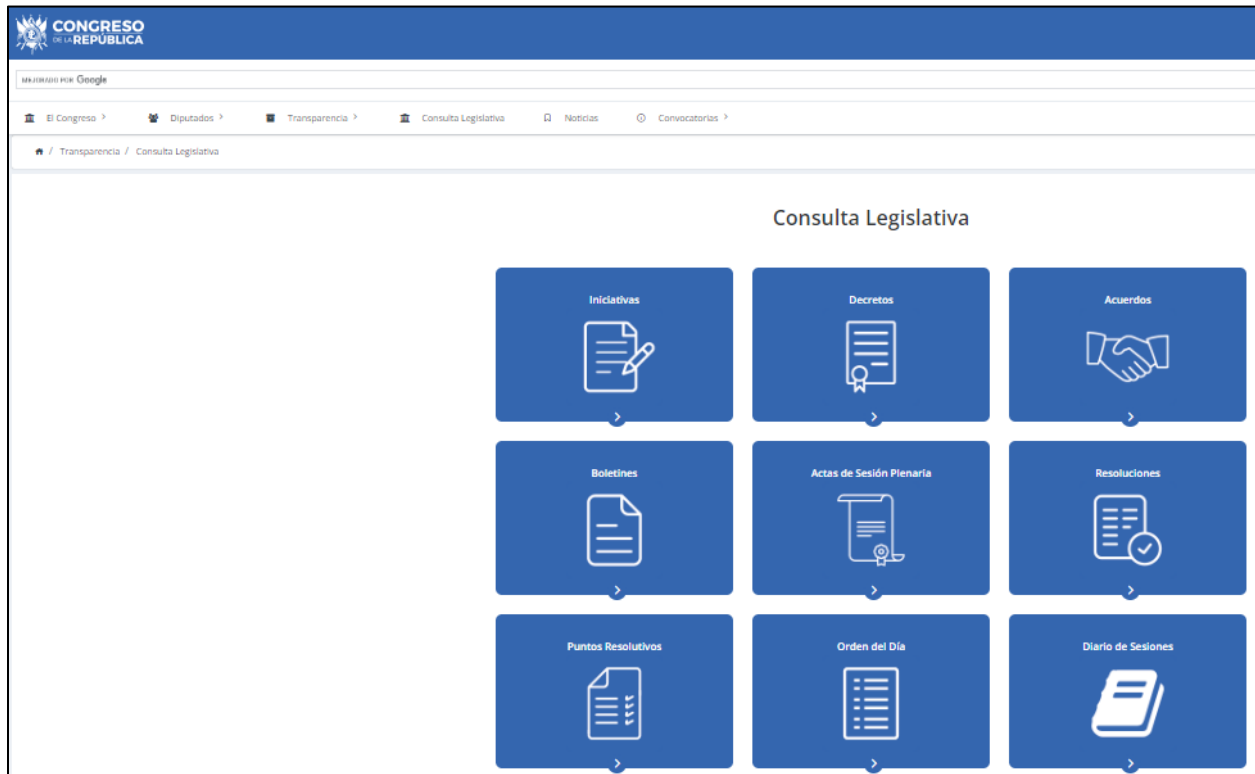 CONGRESO
DE LA REPÚBLICA
MEJORADO POR Google
El Congreso > Diputados > Transparencia > Consulta Legislativa Noticias Convocatorias >
/ Transparencia / Consulta Legislativa
Consulta Legislativa
Iniciativas Decretos Acuerdos
Boletines Actas de Sesión Plenaria Resoluciones
Puntos Resolutivos Orden del Día Diario de Sesiones